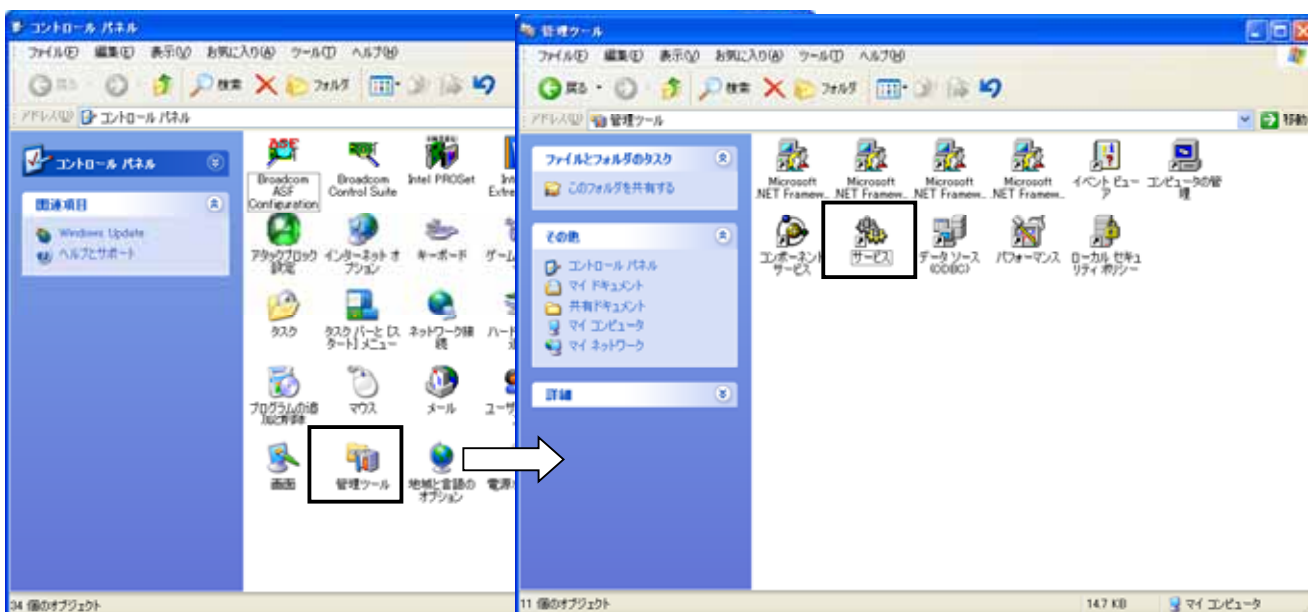 コントロール パネル
ファイル(F) 編集(E) 表示(V) お気に入り(A) ツール(T) ヘルプ(H)
戻る 検索 フォルダ
アドレス(D) コントロール パネル
コントロール パネル
関連項目
Windows Update
ヘルプとサポート
Broadcom
ASF
Configuration
Broadcom
Control Suite
Intel PROSet
アタックブロック
設定
インターネット オ
プション
キーボード
タスク
タスク バーと [ス
タート] メニュー
ネットワーク接
続
プログラムの追
加と削除
マウス
メール
画面
管理ツール
地域と言語の
オプション
34 個のオブジェクト
管理ツール
ファイル(F) 編集(E) 表示(V) お気に入り(A) ツール(T) ヘルプ(H)
戻る 検索 フォルダ
アドレス(D) 管理ツール 移動
ファイルとフォルダのタスク
このフォルダを共有する
その他
コントロール パネル
マイ ドキュメント
共有ドキュメント
マイ コンピュータ
マイ ネットワーク
詳細
Microsoft
.NET Framew...
Microsoft
.NET Framew...
Microsoft
.NET Framew...
Microsoft
.NET Framew...
イベント ビュー
ア
コンピュータの管
理
コンポーネント
サービス
サービス
データ ソース
(ODBC)
パフォーマンス
ローカル セキュ
リティ ポリシー
11 個のオブジェクト 14.7 KB マイ コンピュータ